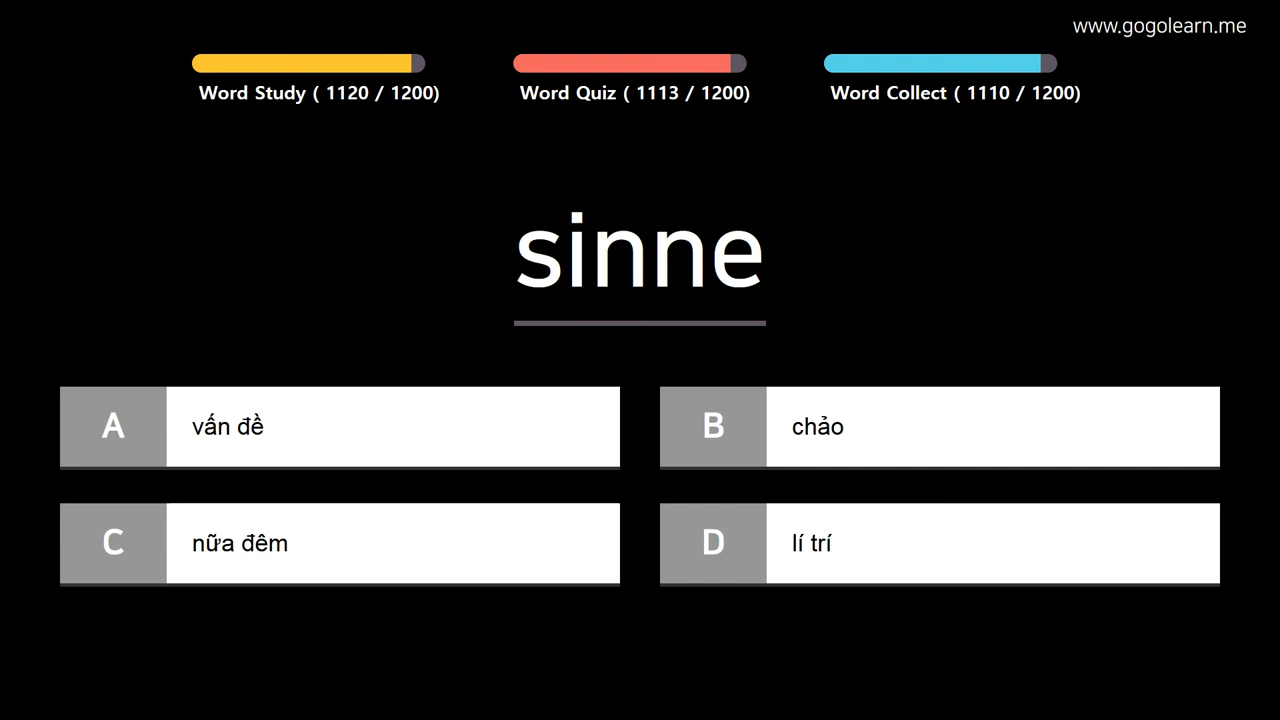 www.gogolearn.me
Word Study ( 1120 / 1200)
Word Quiz ( 1113 / 1200)
Word Collect ( 1110 / 1200)
sinne
A
vấn đề
B
chảo
C
nữa đêm
D
lí trí